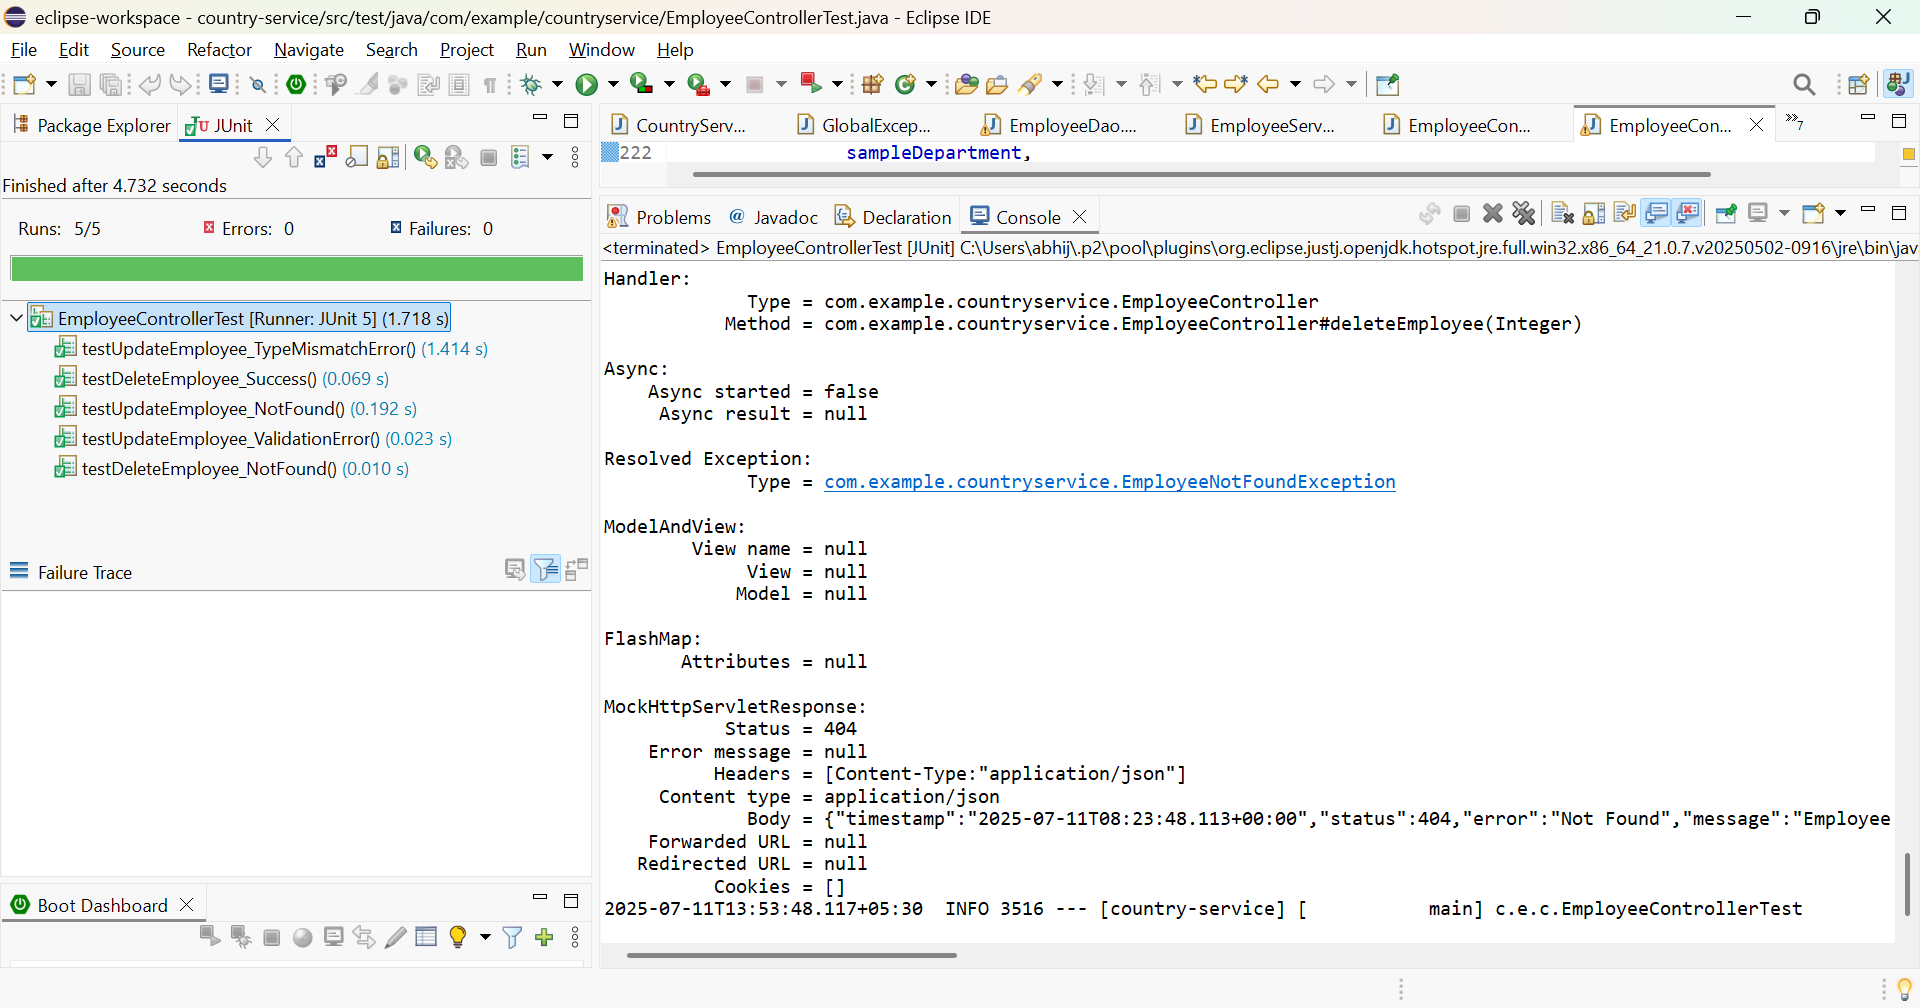 eclipse-workspace - country-service/src/test/java/com/example/countryservice/EmployeeControllerTest.java - Eclipse IDE
File Edit Source Refactor Navigate Search Project Run Window Help
Package Explorer JUnit
Finished after 4.732 seconds
Runs: 5/5 Errors: 0 Failures: 0
EmployeeControllerTest [Runner: JUnit 5] (1.718 s)
testUpdateEmployee_TypeMismatchError() (1.414 s)
testDeleteEmployee_Success() (0.069 s)
testUpdateEmployee_NotFound() (0.192 s)
testUpdateEmployee_ValidationError() (0.023 s)
testDeleteEmployee_NotFound() (0.010 s)
Failure Trace
Boot Dashboard
CountryServ... GlobalExcep... EmployeeDao.... EmployeeServ... EmployeeCon... EmployeeCon... »7
222 sampleDepartment,
Problems @ Javadoc Declaration Console
<terminated> EmployeeControllerTest [JUnit] C:\Users\abhij\.p2\pool\plugins\org.eclipse.justj.openjdk.hotspot.jre.full.win32.x86_64_21.0.7.v20250502-0916\jre\bin\jav
Handler:
Type = com.example.countryservice.EmployeeController
Method = com.example.countryservice.EmployeeController#deleteEmployee(Integer)
Async:
Async started = false
Async result = null
Resolved Exception:
Type = com.example.countryservice.EmployeeNotFoundException
ModelAndView:
View name = null
View = null
Model = null
FlashMap:
Attributes = null
MockHttpServletResponse:
Status = 404
Error message = null
Headers = [Content-Type:"application/json"]
Content type = application/json
Body = {"timestamp":"2025-07-11T08:23:48.113+00:00","status":404,"error":"Not Found","message":"Employee
Forwarded URL = null
Redirected URL = null
Cookies = []
2025-07-11T13:53:48.117+05:30 INFO 3516 --- [country-service] [ main] c.e.c.EmployeeControllerTest